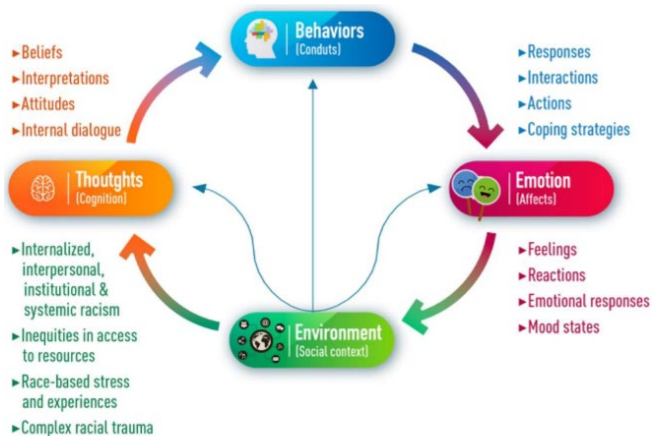 Behaviors
(Conduts)
►Beliefs
►Interpretations
►Attitudes
►Internal dialogue
►Responses
►Interactions
►Actions
►Coping strategies
Thoutghts
(Cognition)
Emotion
(Affects)
►Internalized,
interpersonal,
institutional &
systemic racism
►Inequities in access
to resources
►Race-based stress
and experiences
►Complex racial trauma
►Feelings
►Reactions
►Emotional responses
►Mood states
Environment
(Social context)